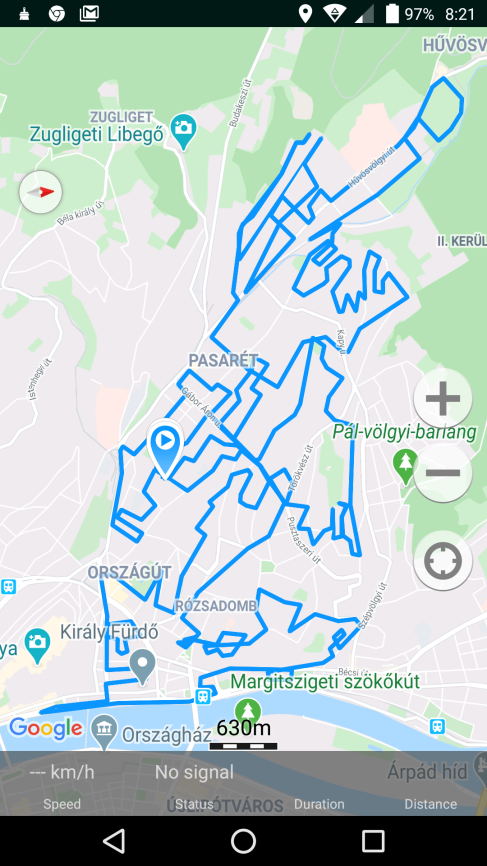 97% 8:21
HŰVÖSV
ZUGLIGET
Zugligeti Libegő
Budakeszi út
Hűvösvölgyi út
Béla király út
II. KERÜL
Istenhegyi út
Kapy u.
PASARÉT
Gábor Áron u.
Pál-völgyi-barlang
Törökvész út
Pusztaszeri út
ORSZÁGÚT
RÓZSADOMB
Szépvölgyi út
Király Fürdő
ya
Bécsi út
Margitszigeti szökőkút
Google
Országház
630m
--- km/h
No signal
Árpád híd
Speed
Status
ÚJLIPÓTVÁROS
Duration
Distance